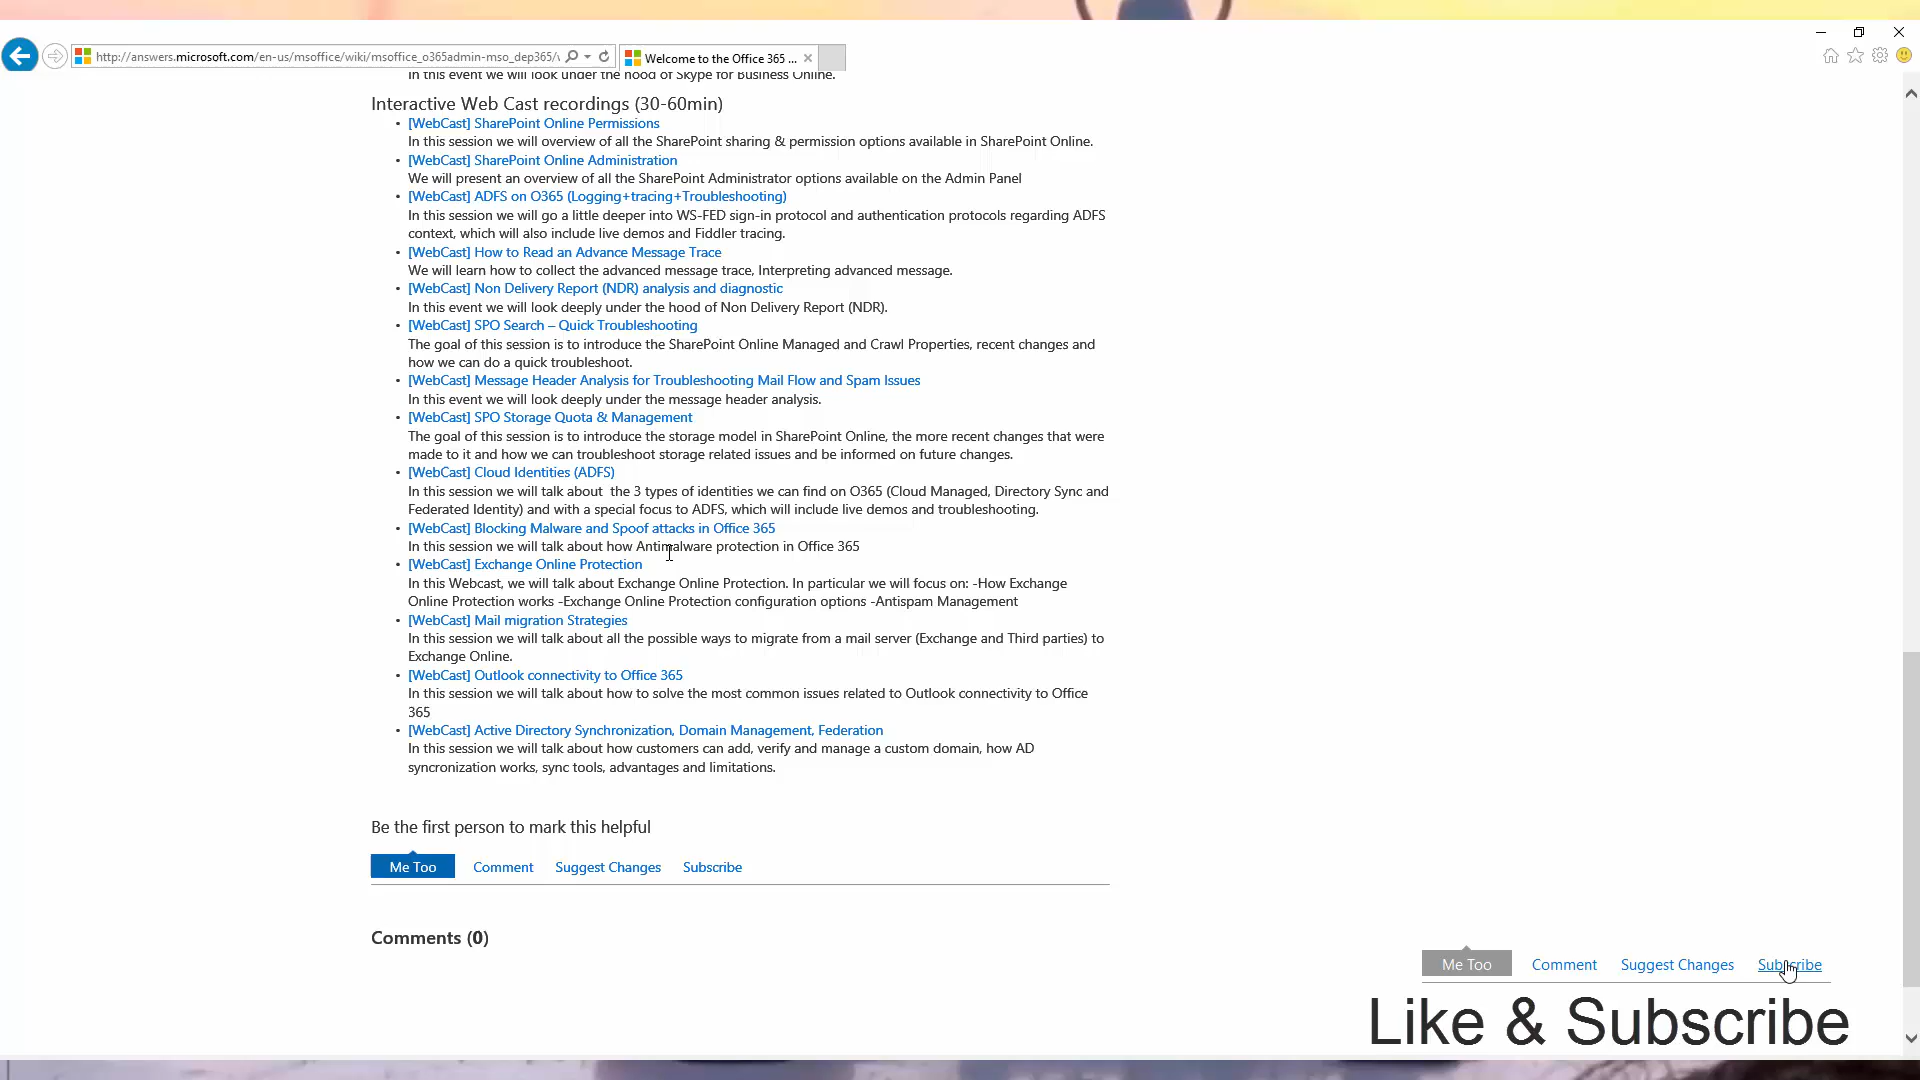 http://answers.microsoft.com/en-us/msoffice/wiki/msoffice_o365admin-mso_dep365/
Welcome to the Office 365 ...
In this event we will look under the hood of Skype for Business Online.
Interactive Web Cast recordings (30-60min)
• [WebCast] SharePoint Online Permissions
In this session we will overview of all the SharePoint sharing & permission options available in SharePoint Online.
• [WebCast] SharePoint Online Administration
We will present an overview of all the SharePoint Administrator options available on the Admin Panel
• [WebCast] ADFS on O365 (Logging+tracing+Troubleshooting)
In this session we will go a little deeper into WS-FED sign-in protocol and authentication protocols regarding ADFS
context, which will also include live demos and Fiddler tracing.
• [WebCast] How to Read an Advance Message Trace
We will learn how to collect the advanced message trace, Interpreting advanced message.
• [WebCast] Non Delivery Report (NDR) analysis and diagnostic
In this event we will look deeply under the hood of Non Delivery Report (NDR).
• [WebCast] SPO Search – Quick Troubleshooting
The goal of this session is to introduce the SharePoint Online Managed and Crawl Properties, recent changes and
how we can do a quick troubleshoot.
• [WebCast] Message Header Analysis for Troubleshooting Mail Flow and Spam Issues
In this event we will look deeply under the message header analysis.
• [WebCast] SPO Storage Quota & Management
The goal of this session is to introduce the storage model in SharePoint Online, the more recent changes that were
made to it and how we can troubleshoot storage related issues and be informed on future changes.
• [WebCast] Cloud Identities (ADFS)
In this session we will talk about the 3 types of identities we can find on O365 (Cloud Managed, Directory Sync and
Federated Identity) and with a special focus to ADFS, which will include live demos and troubleshooting.
• [WebCast] Blocking Malware and Spoof attacks in Office 365
In this session we will talk about how Antimalware protection in Office 365
• [WebCast] Exchange Online Protection
In this Webcast, we will talk about Exchange Online Protection. In particular we will focus on: -How Exchange
Online Protection works -Exchange Online Protection configuration options -Antispam Management
• [WebCast] Mail migration Strategies
In this session we will talk about all the possible ways to migrate from a mail server (Exchange and Third parties) to
Exchange Online.
• [WebCast] Outlook connectivity to Office 365
In this session we will talk about how to solve the most common issues related to Outlook connectivity to Office
365
• [WebCast] Active Directory Synchronization, Domain Management, Federation
In this session we will talk about how customers can add, verify and manage a custom domain, how AD
syncronization works, sync tools, advantages and limitations.
Be the first person to mark this helpful
Me Too Comment Suggest Changes Subscribe
Comments (0)
Me Too Comment Suggest Changes Subscribe
Like & Subscribe